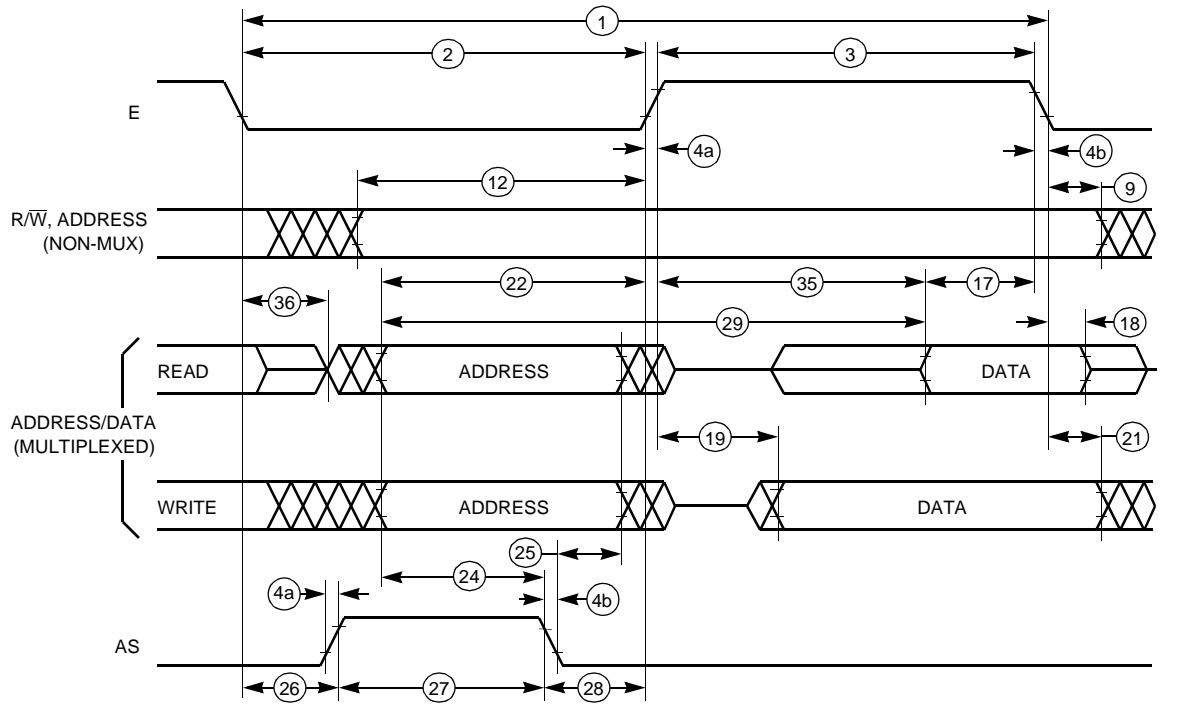 1
2
3
E
4a
4b
12
9
R/W̅, ADDRESS
(NON-MUX)
22
35
17
36
29
18
READ
ADDRESS
DATA
ADDRESS/DATA
(MULTIPLEXED)
19
21
WRITE
ADDRESS
DATA
25
24
4a
4b
AS
26
27
28